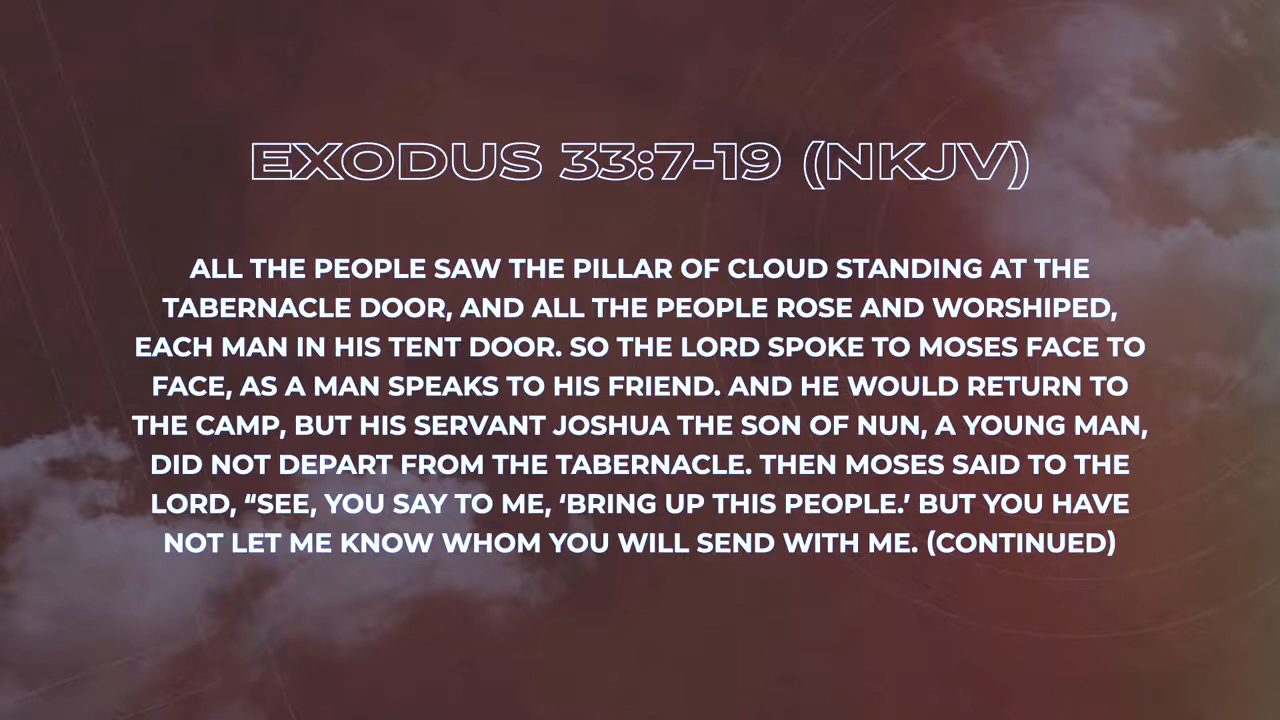 EXODUS 33:7-19 (NKJV)
ALL THE PEOPLE SAW THE PILLAR OF CLOUD STANDING AT THE
TABERNACLE DOOR, AND ALL THE PEOPLE ROSE AND WORSHIPED,
EACH MAN IN HIS TENT DOOR. SO THE LORD SPOKE TO MOSES FACE TO
FACE, AS A MAN SPEAKS TO HIS FRIEND. AND HE WOULD RETURN TO
THE CAMP, BUT HIS SERVANT JOSHUA THE SON OF NUN, A YOUNG MAN,
DID NOT DEPART FROM THE TABERNACLE. THEN MOSES SAID TO THE
LORD, “SEE, YOU SAY TO ME, ‘BRING UP THIS PEOPLE.’ BUT YOU HAVE
NOT LET ME KNOW WHOM YOU WILL SEND WITH ME. (CONTINUED)